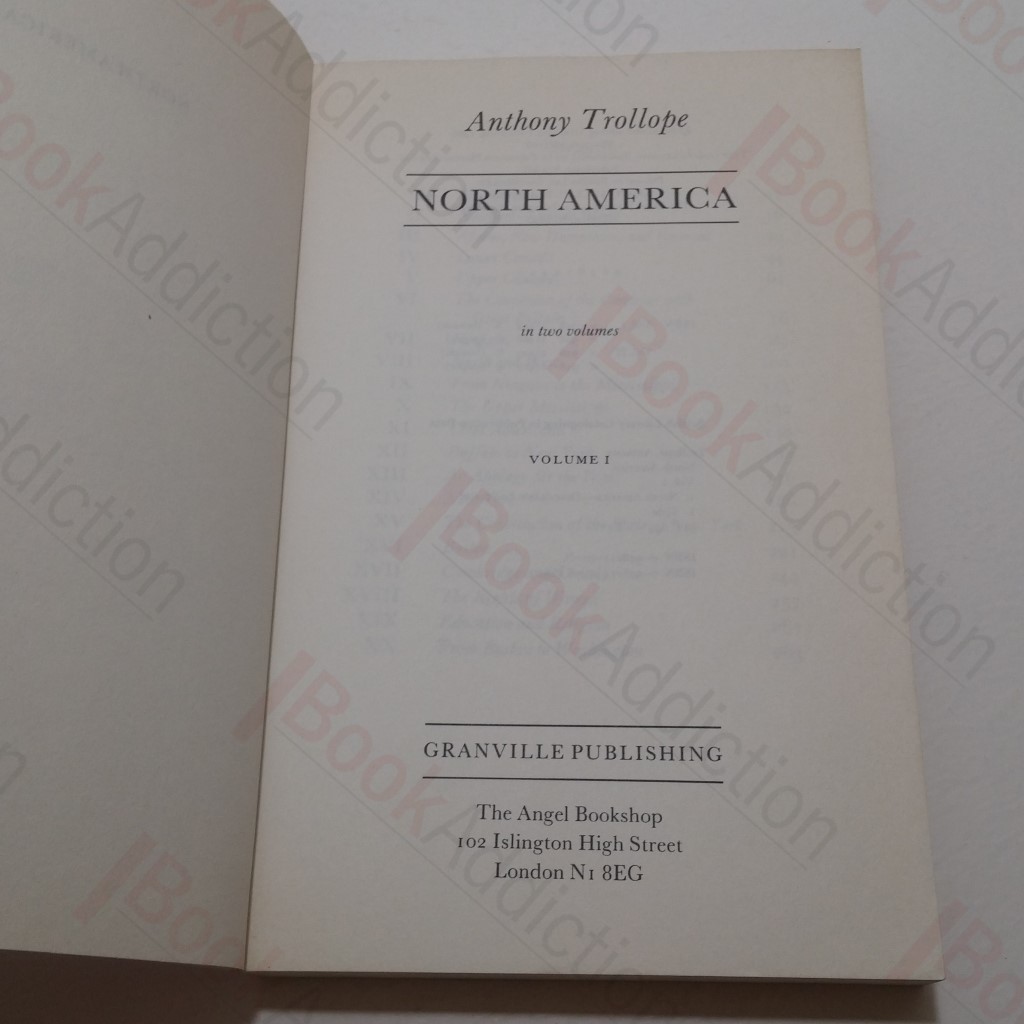 Anthony Trollope
NORTH AMERICA
in two volumes
VOLUME I
GRANVILLE PUBLISHING
The Angel Bookshop
102 Islington High Street
London N1 8EG
BookAddiction